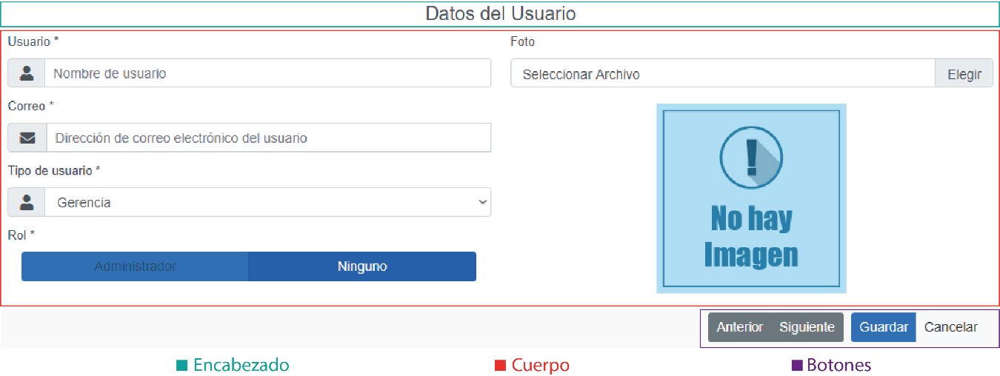 Datos del Usuario
Usuario *
Nombre de usuario
Correo *
Dirección de correo electrónico del usuario
Tipo de usuario *
Gerencia
Rol *
Administrador Ninguno
Foto
Seleccionar Archivo Elegir
No hay
Imagen
Anterior Siguiente Guardar Cancelar
Encabezado Cuerpo Botones